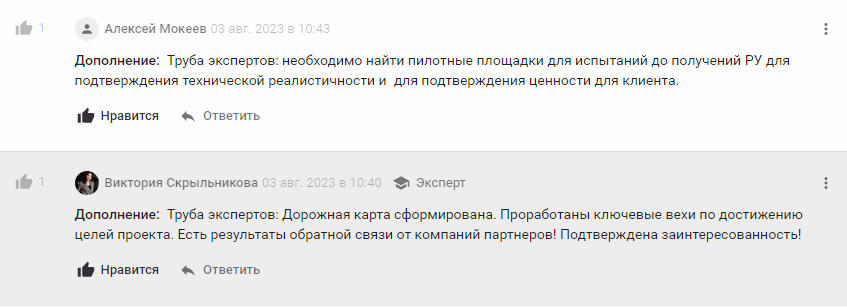 1 Алексей Мокеев 03 авг. 2023 в 10:43
Дополнение: Труба экспертов: необходимо найти пилотные площадки для испытаний до получений РУ для
подтверждения технической реалистичности и для подтверждения ценности для клиента.
Нравится Ответить
1 Виктория Скрыльникова 03 авг. 2023 в 10:40 Эксперт
Дополнение: Труба экспертов: Дорожная карта сформирована. Проработаны ключевые вехи по достижению
целей проекта. Есть результаты обратной связи от компаний партнеров! Подтверждена заинтересованность!
Нравится Ответить